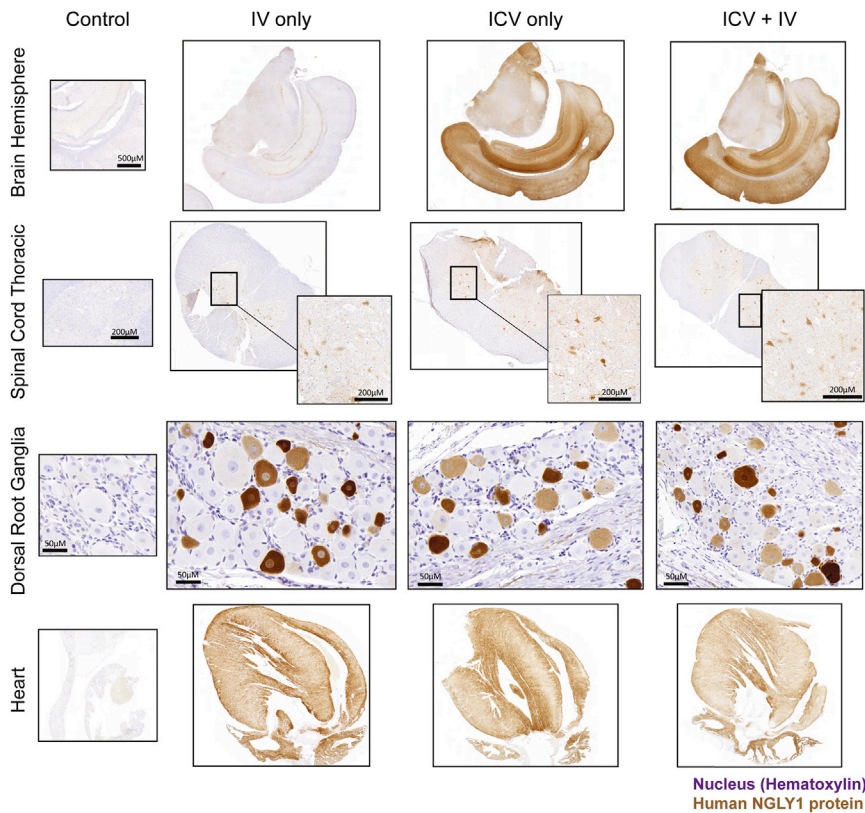 Control
IV only
ICV only
ICV + IV
Brain Hemisphere
500µM
Spinal Cord Thoracic
200µM
200µM
200µM
200µM
Dorsal Root Ganglia
50µM
50µM
50µM
50µM
Heart
Nucleus (Hematoxylin)
Human NGLY1 protein